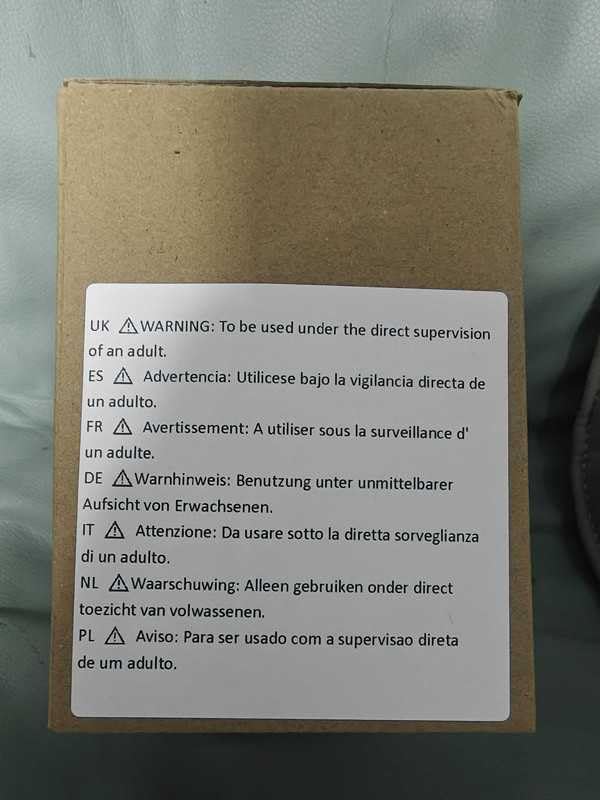 UK ⚠WARNING: To be used under the direct supervision
of an adult.
ES ⚠ Advertencia: Utilicese bajo la vigilancia directa de
un adulto.
FR ⚠ Avertissement: A utiliser sous la surveillance d'
un adulte.
DE ⚠Warnhinweis: Benutzung unter unmittelbarer
Aufsicht von Erwachsenen.
IT ⚠ Attenzione: Da usare sotto la diretta sorveglianza
di un adulto.
NL ⚠Waarschuwing: Alleen gebruiken onder direct
toezicht van volwassenen.
PL ⚠ Aviso: Para ser usado com a supervisao direta
de um adulto.